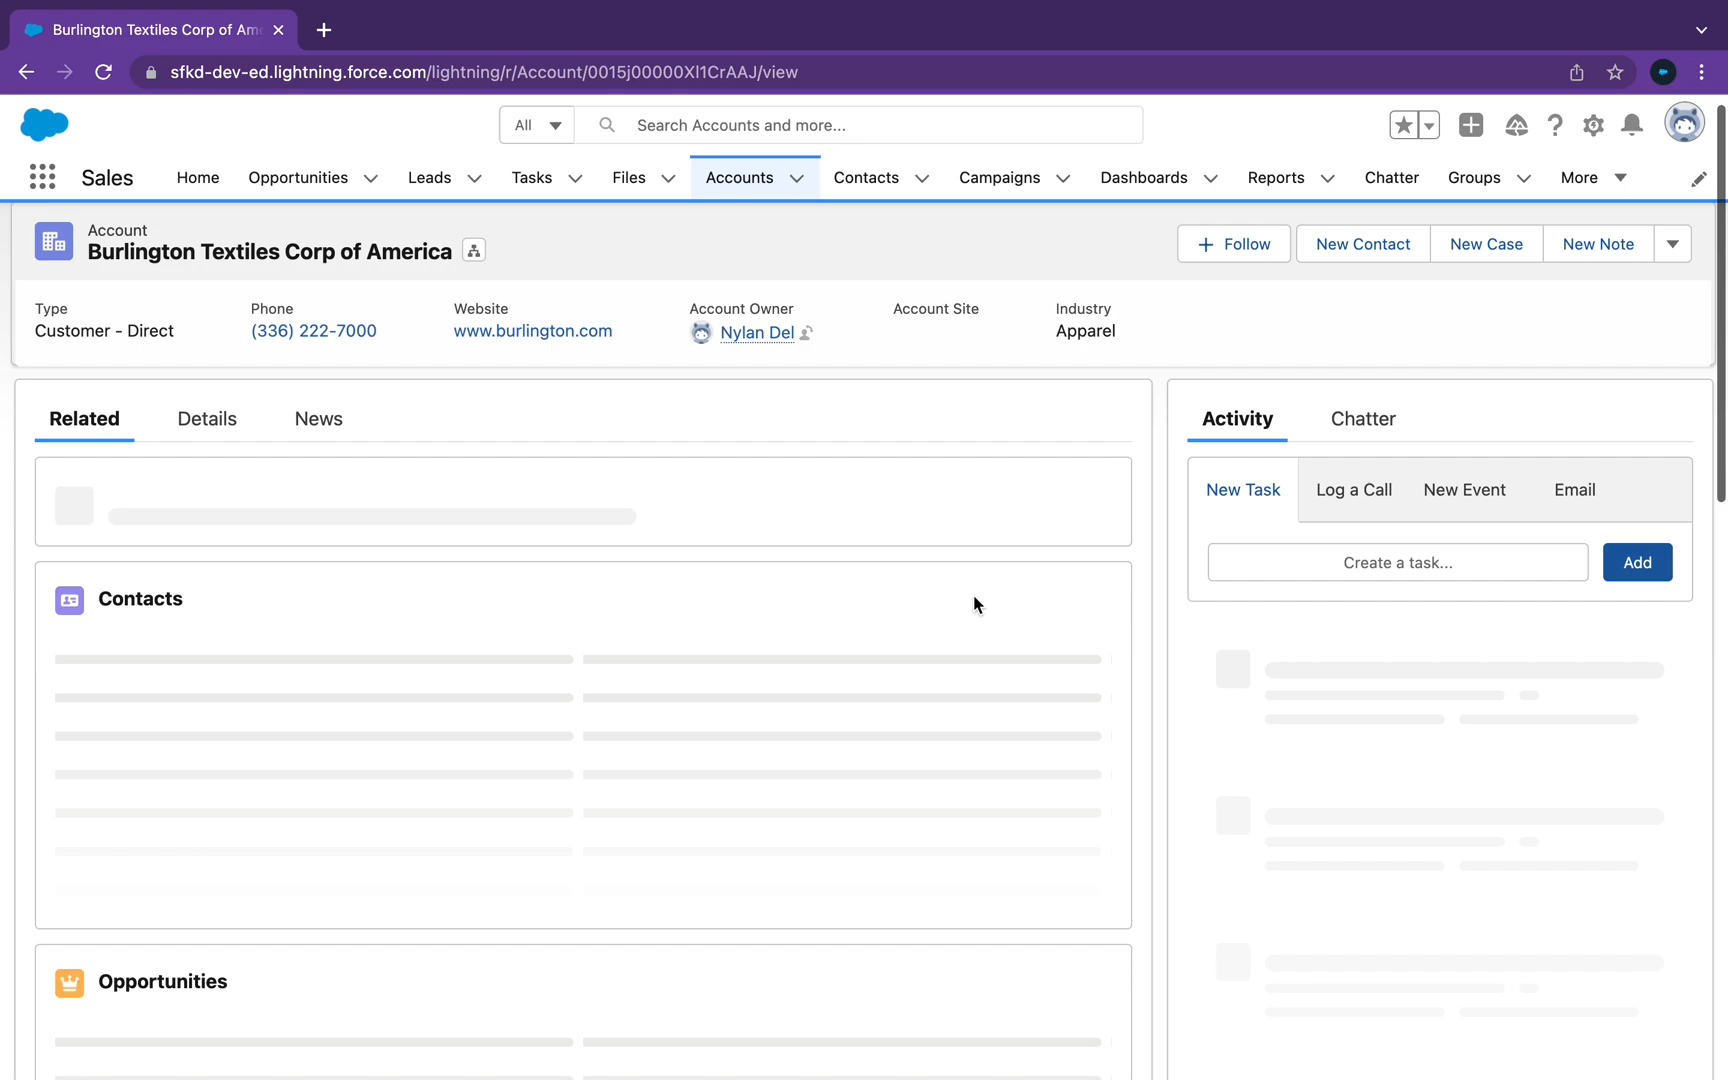 Burlington Textiles Corp of Am
sfkd-dev-ed.lightning.force.com/lightning/r/Account/0015j00000XI1CrAAJ/view
All
Search Accounts and more...
Sales
Home
Opportunities
Leads
Tasks
Files
Accounts
Contacts
Campaigns
Dashboards
Reports
Chatter
Groups
More
Account
Burlington Textiles Corp of America
Follow
New Contact
New Case
New Note
Type
Customer - Direct
Phone
(336) 222-7000
Website
www.burlington.com
Account Owner
Nylan Del
Account Site
Industry
Apparel
Related
Details
News
Contacts
Opportunities
Activity
Chatter
New Task
Log a Call
New Event
Email
Create a task...
Add